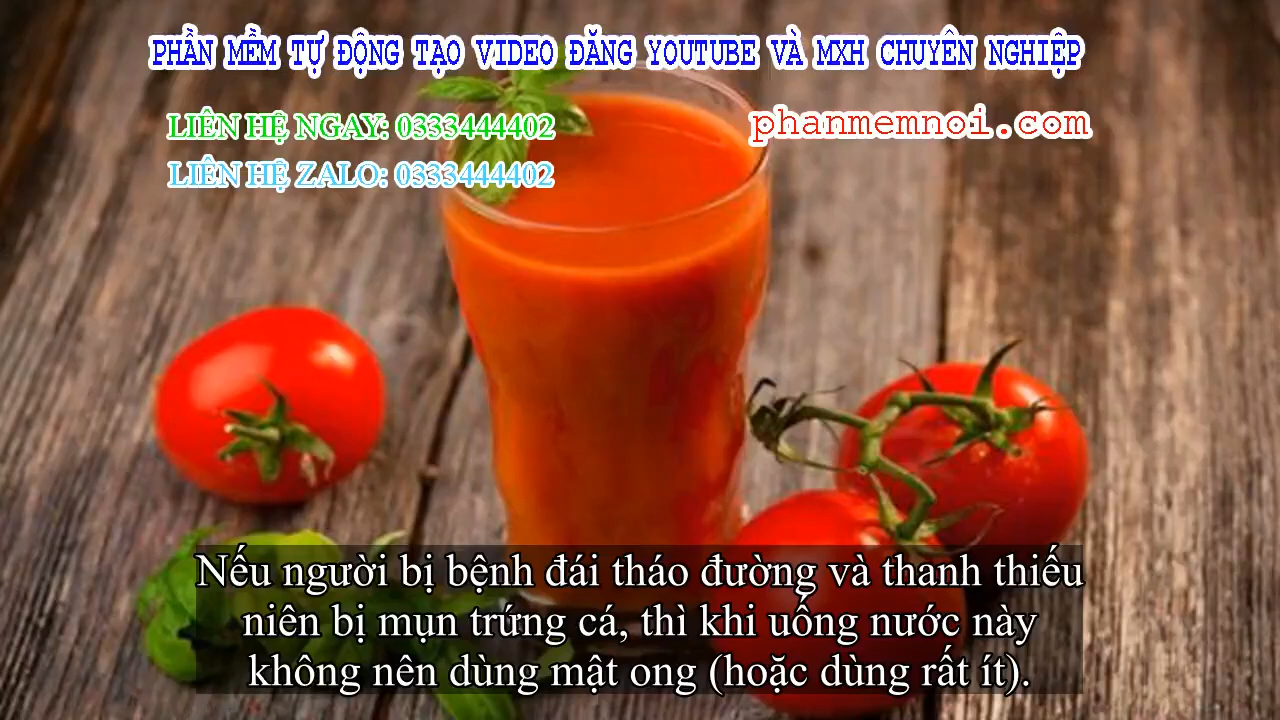 PHẦN MỀM TỰ ĐỘNG TẠO VIDEO ĐĂNG YOUTUBE VÀ MXH CHUYÊN NGHIỆP
LIÊN HỆ NGAY: 0333444402
phanmemnoi.com
LIÊN HỆ ZALO: 0333444402
Nếu người bị bệnh đái tháo đường và thanh thiếu
niên bị mụn trứng cá, thì khi uống nước này
không nên dùng mật ong (hoặc dùng rất ít).